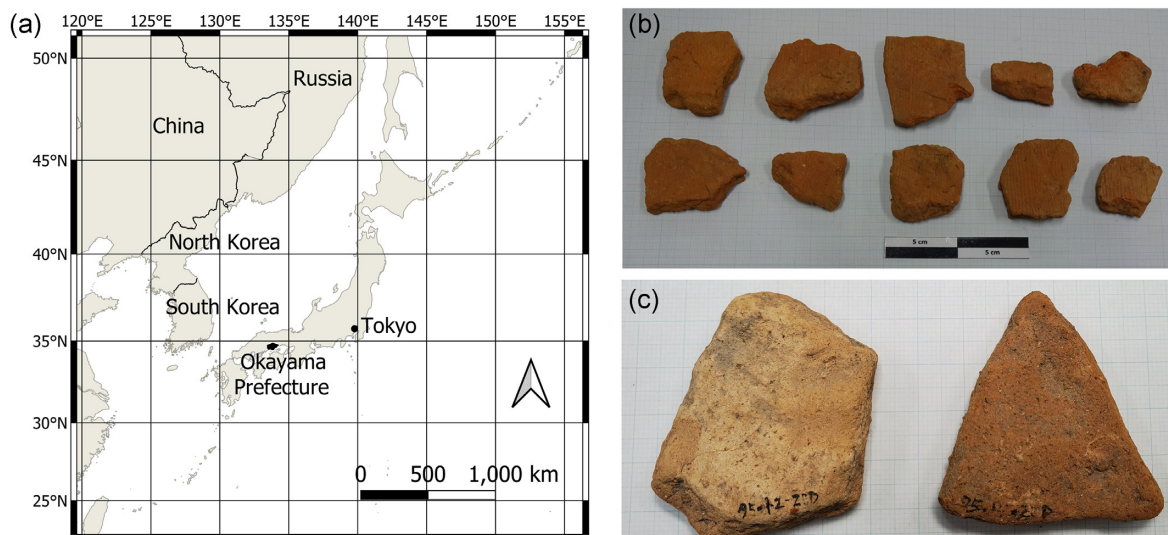 (a)
120°E 125°E 130°E 135°E 140°E 145°E 150°E 155°E
50°N
45°N
40°N
35°N
30°N
25°N
Russia
China
North Korea
South Korea
Tokyo
Okayama
Prefecture
0 500 1,000 km
(b)
5 cm
5 cm
(c)